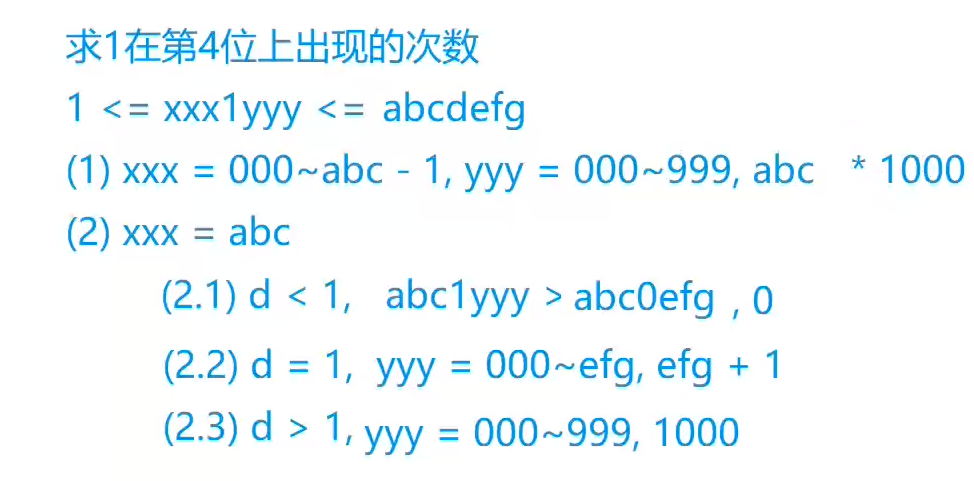 求1在第4位上出现的次数
1 <= xxx1yyy <= abcdefg
(1) xxx = 000~abc - 1, yyy = 000~999, abc * 1000
(2) xxx = abc
(2.1) d < 1, abc1yyy > abc0efg , 0
(2.2) d = 1, yyy = 000~efg, efg + 1
(2.3) d > 1, yyy = 000~999, 1000